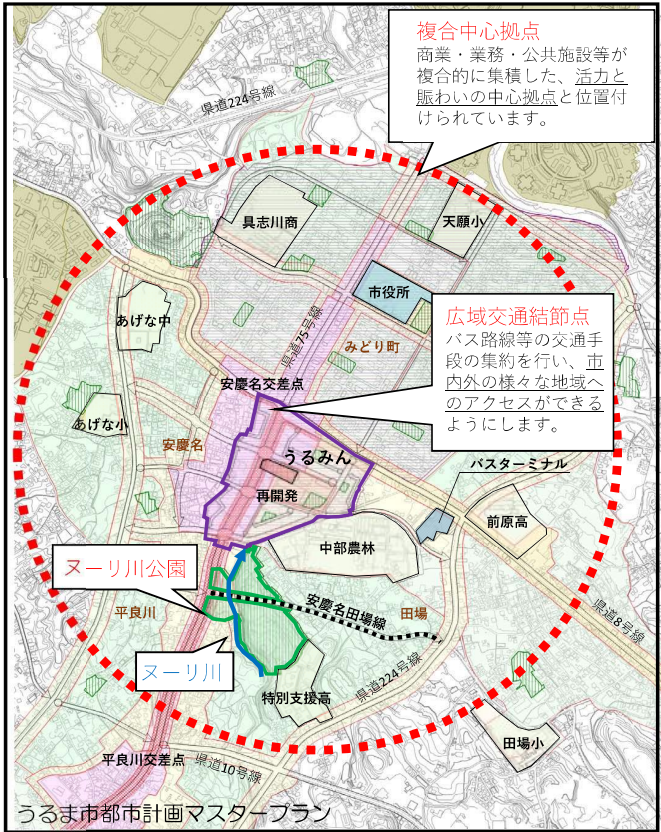 複合中心拠点
商業・業務・公共施設等が
複合的に集積した、活力と
賑わいの中心拠点と位置付
けられています。
県道224号線
具志川商
天願小
市役所
あげな中
県道75号線
みどり町
広域交通結節点
バス路線等の交通手
段の集約を行い、市
内外の様々な地域へ
のアクセスができる
ようにします。
安慶名交差点
あげな小
安慶名
うるみん
バスターミナル
再開発
前原高
中部農林
ヌーリ川公園
安慶名田場線
平良川
田場
県道8号線
ヌーリ川
県道224号線
特別支援高
田場小
平良川交差点
県道10号線
うるま市都市計画マスタープラン